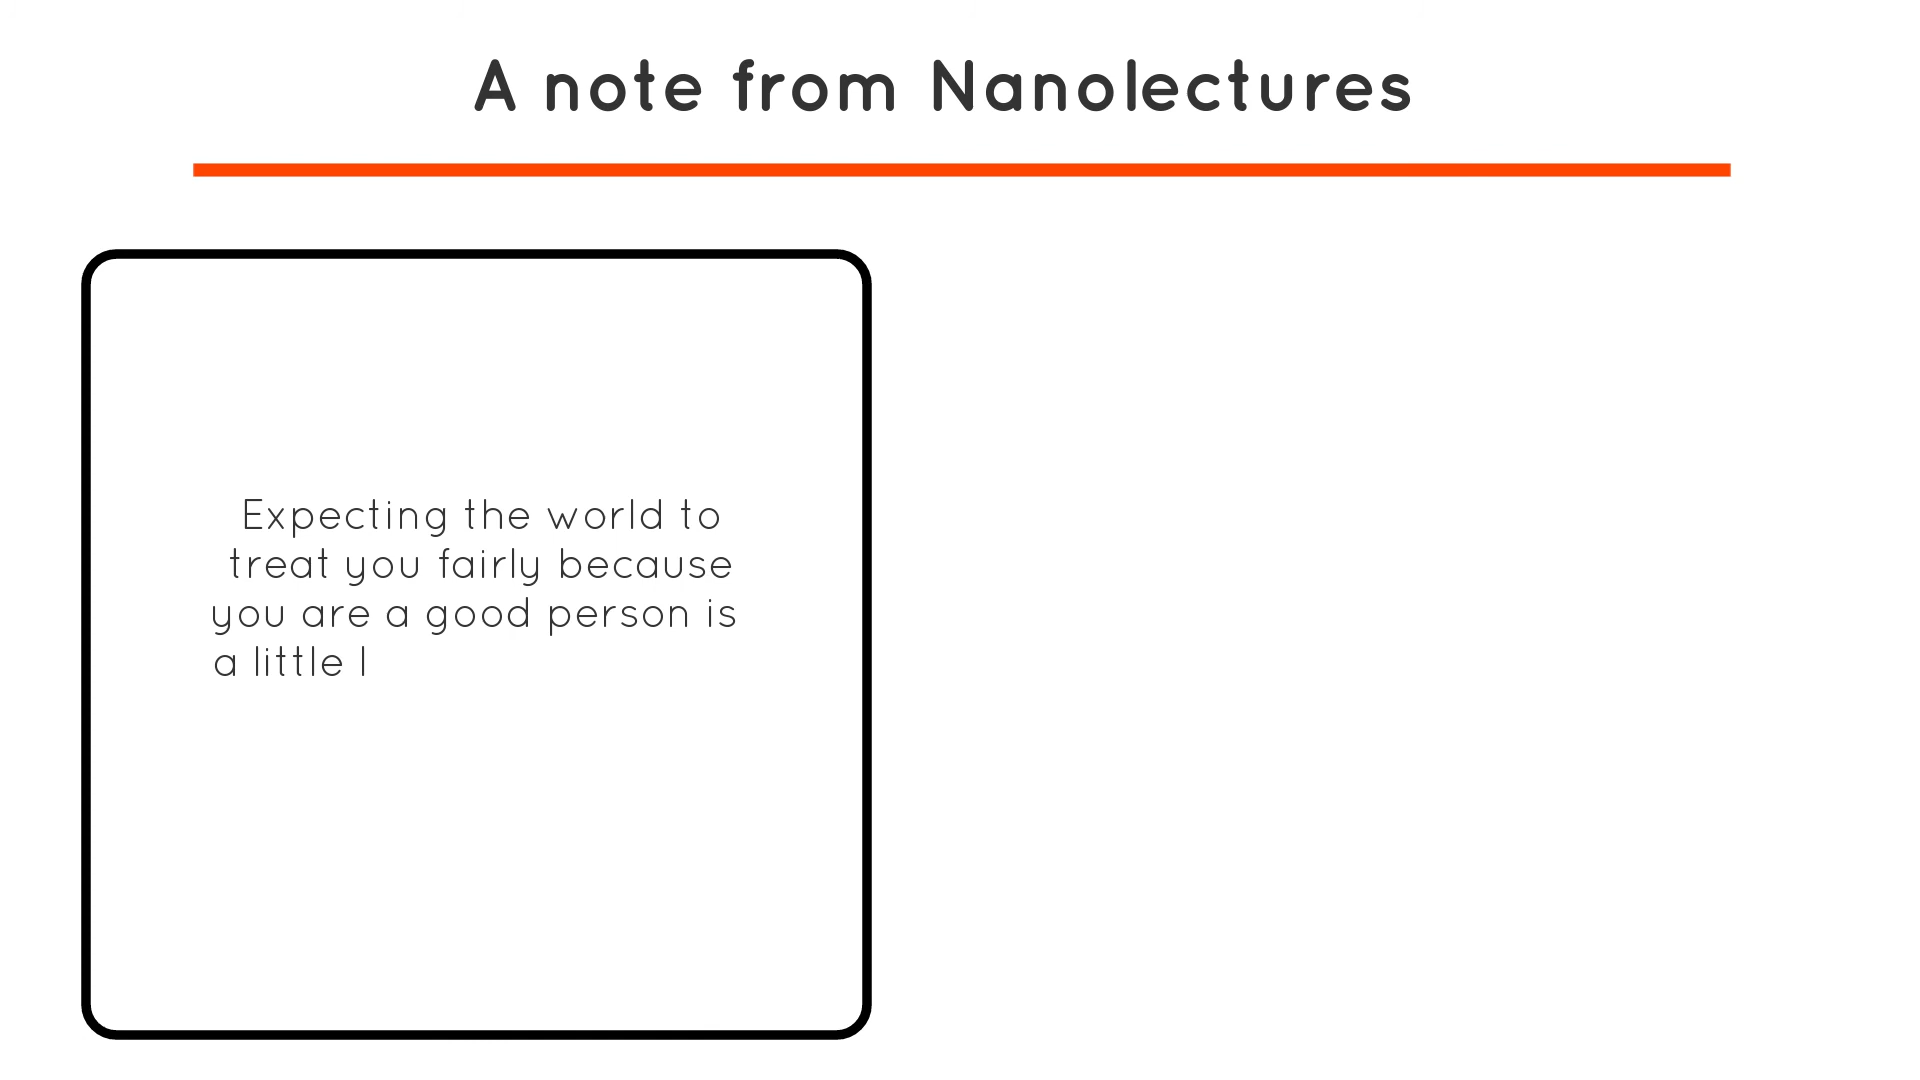 A note from Nanolectures
Expecting the world to
treat you fairly because
you are a good person is
a little l